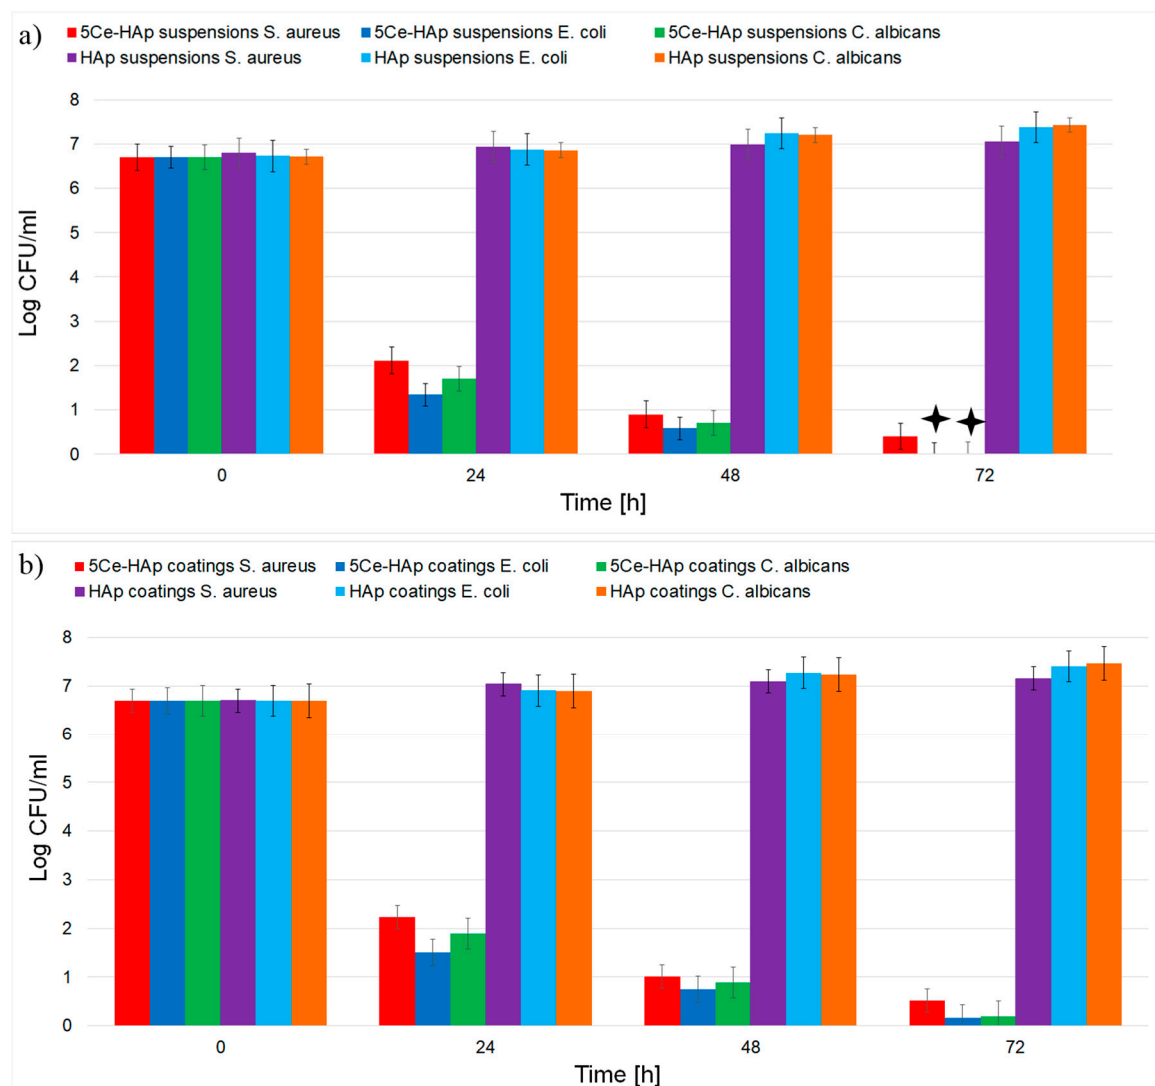 a)
5Ce-HAp suspensions S. aureus 5Ce-HAp suspensions E. coli 5Ce-HAp suspensions C. albicans
HAp suspensions S. aureus HAp suspensions E. coli HAp suspensions C. albicans
8
7
6
5
4
3
2
1
0
Log CFU/ml
0 24 48 72
Time [h]
b)
5Ce-HAp coatings S. aureus 5Ce-HAp coatings E. coli 5Ce-HAp coatings C. albicans
HAp coatings S. aureus HAp coatings E. coli HAp coatings C. albicans
8
7
6
5
4
3
2
1
0
Log CFU/ml
0 24 48 72
Time [h]